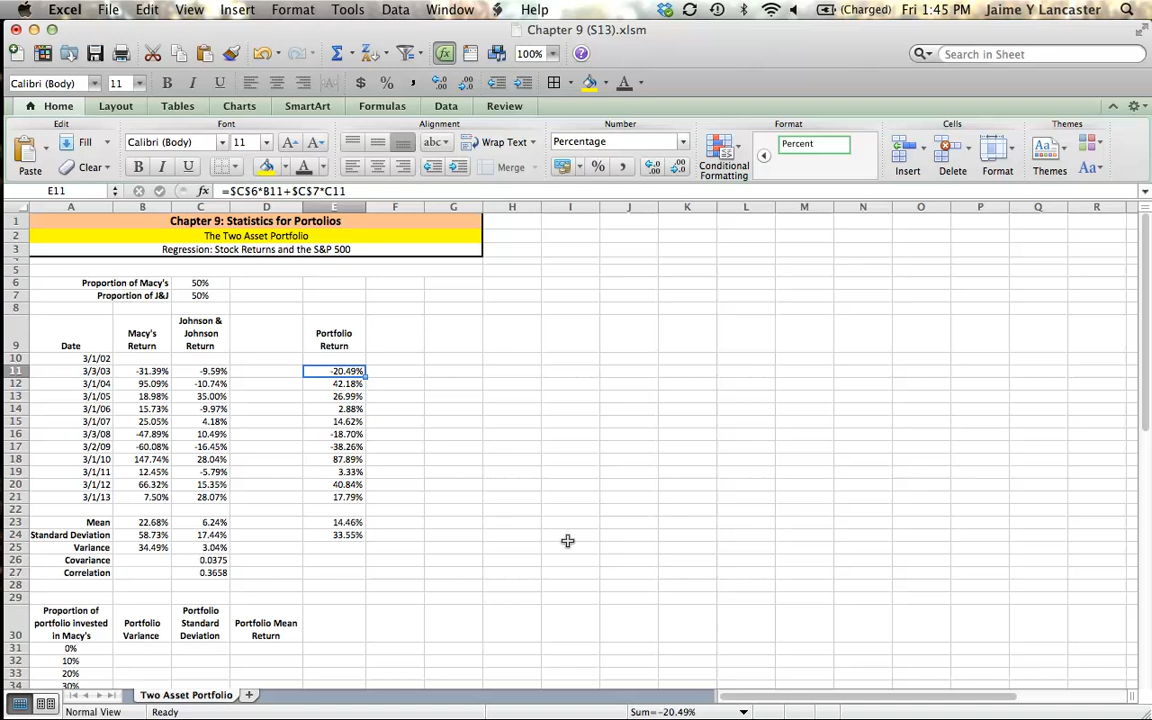 Excel File Edit View Insert Format Tools Data Window Help (Charged) Fri 1:45 PM Jaime Y Lancaster
Chapter 9 (S13).xlsm
100%
Search in Sheet
Calibri (Body) 11 B I U $ %
Home Layout Tables Charts SmartArt Formulas Data Review
Edit Font Alignment Number Format Cells Themes
Fill Calibri (Body) 11 abc Wrap Text Percentage Percent
Paste Clear B I U Merge % Conditional Formatting Insert Delete Format Themes Aa
E11 fx =$C$6*B11+$C$7*C11
A B C D E F G H I J K L M N O P Q R
1 Chapter 9: Statistics for Portolios
2 The Two Asset Portfolio
3 Regression: Stock Returns and the S&P 500
5
6 Proportion of Macy's 50%
7 Proportion of J&J 50%
8
9 Date Macy's Return Johnson & Johnson Return Portfolio Return
10 3/1/02
11 3/3/03 -31.39% -9.59% -20.49%
12 3/1/04 95.09% -10.74% 42.18%
13 3/1/05 18.98% 35.00% 26.99%
14 3/1/06 15.73% -9.97% 2.88%
15 3/1/07 25.05% 4.18% 14.62%
16 3/3/08 -47.89% 10.49% -18.70%
17 3/2/09 -60.08% -16.45% -38.26%
18 3/1/10 147.74% 28.04% 87.89%
19 3/1/11 12.45% -5.79% 3.33%
20 3/1/12 66.32% 15.35% 40.84%
21 3/1/13 7.50% 28.07% 17.79%
22
23 Mean 22.68% 6.24% 14.46%
24 Standard Deviation 58.73% 17.44% 33.55%
25 Variance 34.49% 3.04%
26 Covariance 0.0375
27 Correlation 0.3658
28
29
30 Proportion of portfolio invested in Macy's Portfolio Variance Portfolio Standard Deviation Portfolio Mean Return
31 0%
32 10%
33 20%
34 30%
Two Asset Portfolio
Normal View Ready Sum=-20.49%